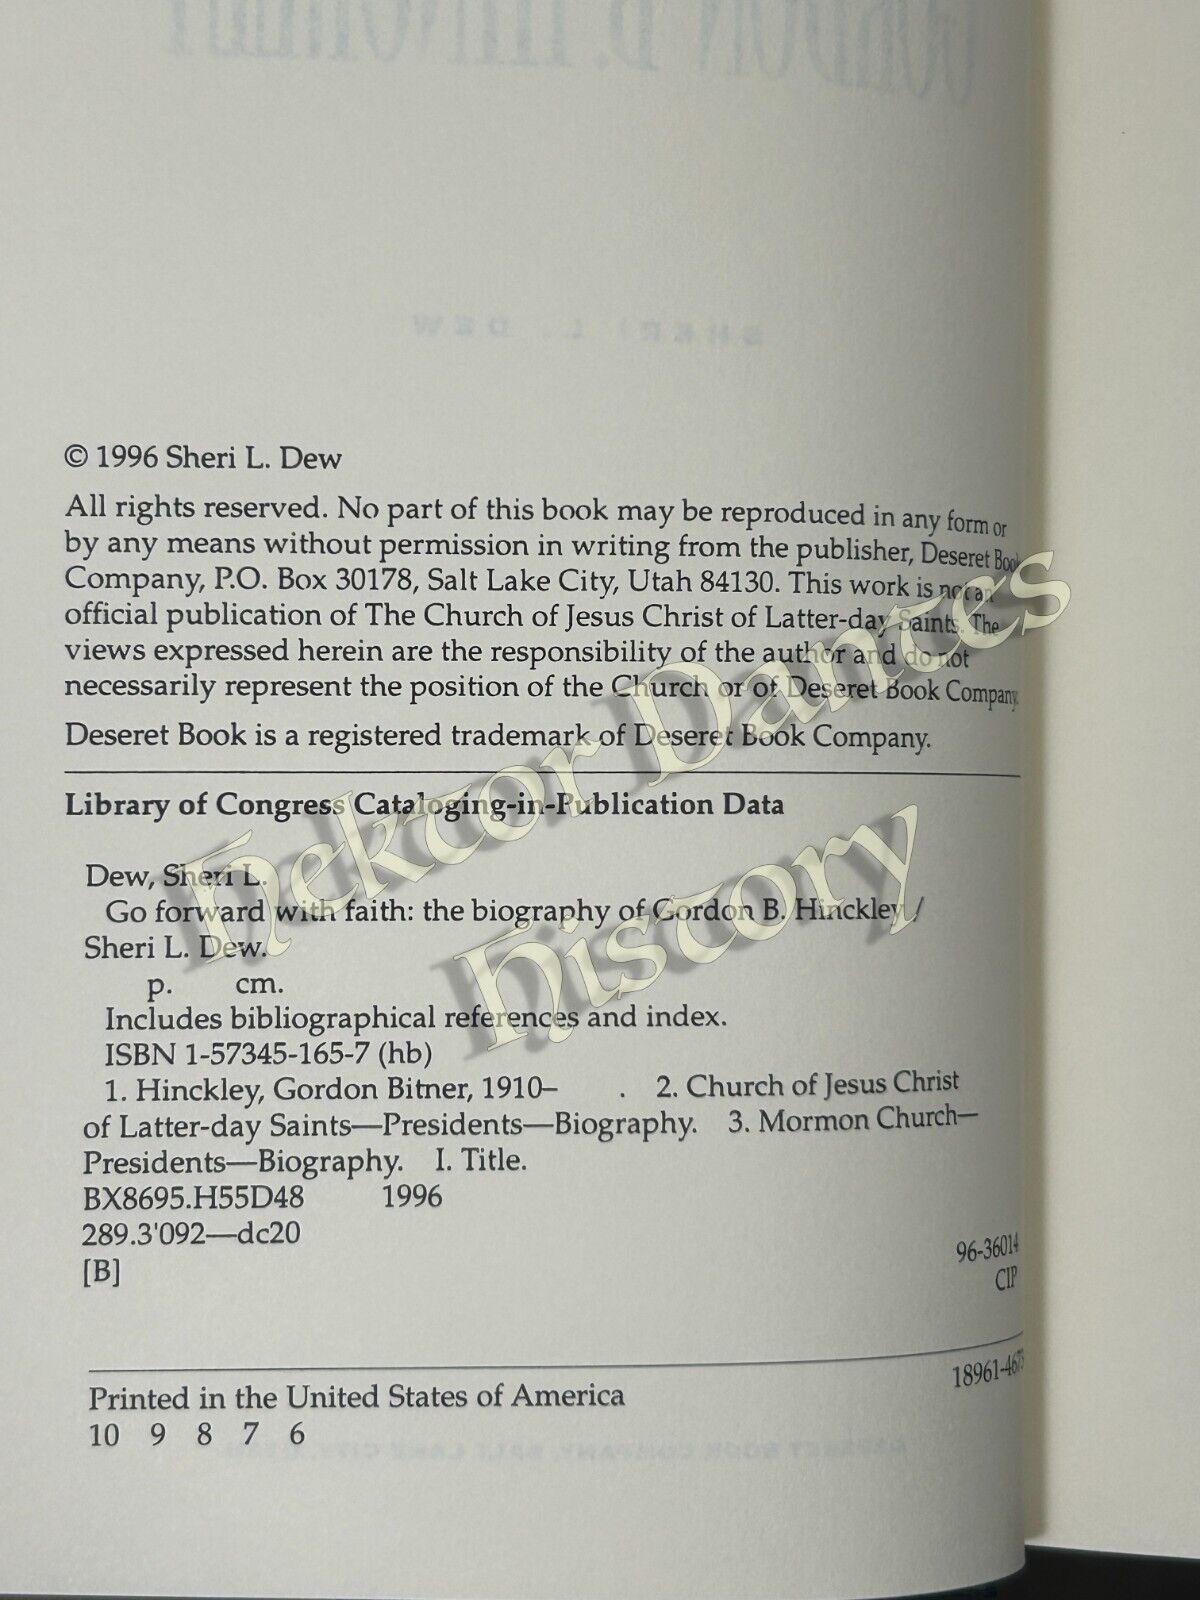 GORDON B. HINCKLEY
SHERI L. DEW
© 1996 Sheri L. Dew
All rights reserved. No part of this book may be reproduced in any form or
by any means without permission in writing from the publisher, Deseret Book
Company, P.O. Box 30178, Salt Lake City, Utah 84130. This work is not an
official publication of The Church of Jesus Christ of Latter-day Saints. The
views expressed herein are the responsibility of the author and do not
necessarily represent the position of the Church or of Deseret Book Company.
Deseret Book is a registered trademark of Deseret Book Company.
Library of Congress Cataloging-in-Publication Data
Dew, Sheri L.
Go forward with faith: the biography of Gordon B. Hinckley /
Sheri L. Dew.
p. cm.
Includes bibliographical references and index.
ISBN 1-57345-165-7 (hb)
1. Hinckley, Gordon Bitner, 1910– . 2. Church of Jesus Christ
of Latter-day Saints—Presidents—Biography. 3. Mormon Church—
Presidents—Biography. I. Title.
BX8695.H55D48 1996
289.3'092—dc20
[B]
96-36014
CIP
Printed in the United States of America
18961-4675
10 9 8 7 6
Hektor Dantes
History